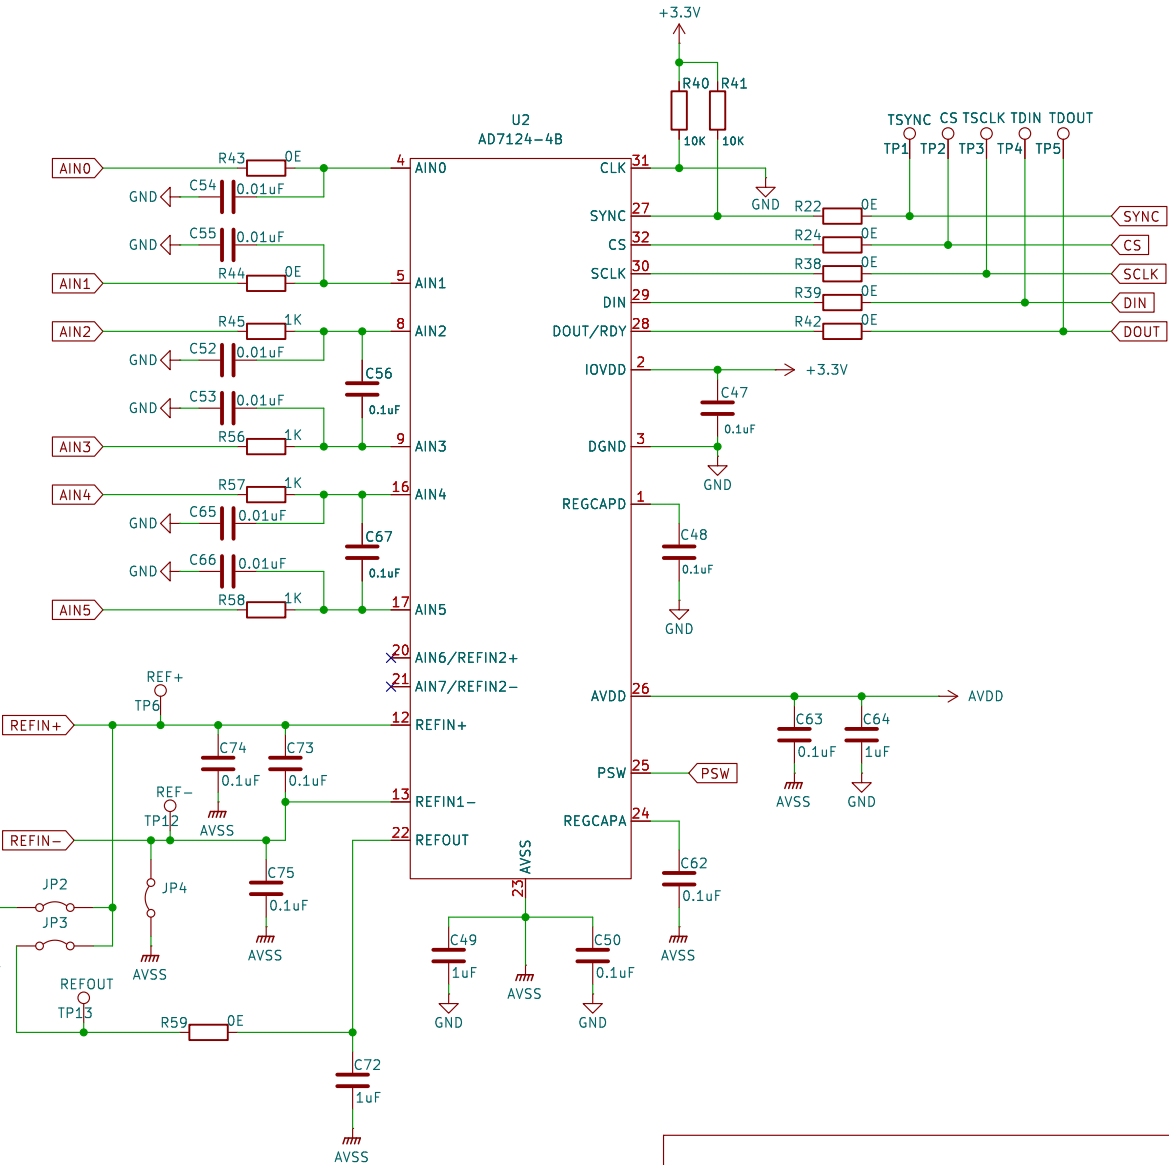 +3.3V
R40 R41
10K 10K
U2
AD7124-4B
TSYNC CS TSCLK TDIN TDOUT
TP1 TP2 TP3 TP4 TP5
AIN0 R43 0E 4 AIN0 CLK 31
GND C54 0.01uF
GND
SYNC 27 R22 0E SYNC
GND C55 0.01uF CS 32 R24 0E CS
AIN1 R44 0E 5 AIN1 SCLK 30 R38 0E SCLK
DIN 29 R39 0E DIN
AIN2 R45 1K 8 AIN2 DOUT/RDY 28 R42 0E DOUT
GND C52 0.01uF
C56 0.1uF
IOVDD 2 +3.3V
C47 0.1uF
GND C53 0.01uF
AIN3 R56 1K 9 AIN3 DGND 3
GND
AIN4 R57 1K 16 AIN4 REGCAPD 1
GND C65 0.01uF
C67 0.1uF
C48 0.1uF
GND C66 0.01uF
AIN5 R58 1K 17 AIN5
GND
20 AIN6/REFIN2+
21 AIN7/REFIN2-
AVDD 26 AVDD
REF+
TP6
REFIN+ 12 REFIN+
C74 0.1uF C73 0.1uF
C63 0.1uF C64 1uF
PSW 25 PSW
REF-
TP12
AVSS
13 REFIN1-
AVSS GND
REGCAPA 24
REFIN- 22 REFOUT
AVSS
23
C62 0.1uF
C75 0.1uF
JP2 JP4
JP3
AVSS AVSS
C49 1uF C50 0.1uF
AVSS
AVSS
GND GND
REFOUT
TP13
R59 0E
C72
1uF
AVSS